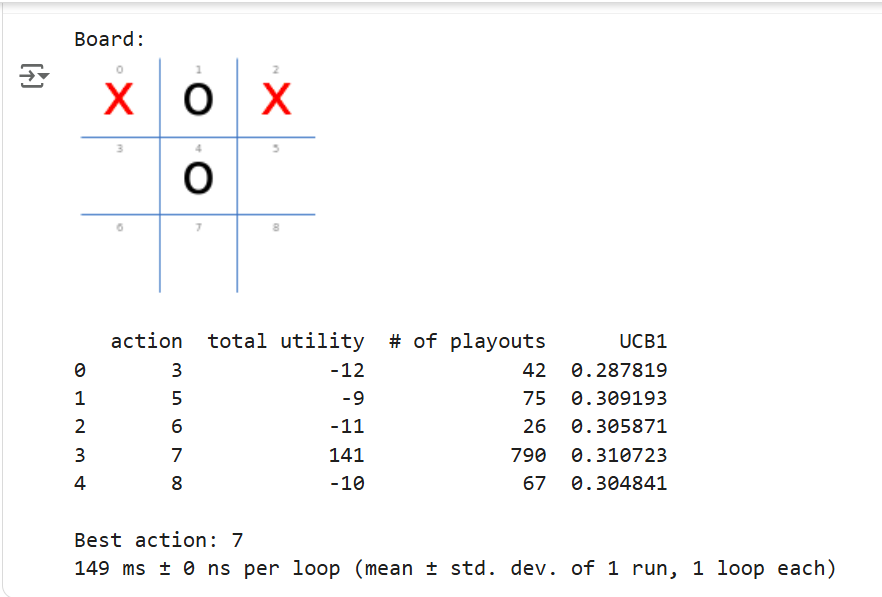 Board:
0 1 2
X O X
3 4 5
O
6 7 8
action total utility # of playouts UCB1
0 3 -12 42 0.287819
1 5 -9 75 0.309193
2 6 -11 26 0.305871
3 7 141 790 0.310723
4 8 -10 67 0.304841
Best action: 7
149 ms ± 0 ns per loop (mean ± std. dev. of 1 run, 1 loop each)